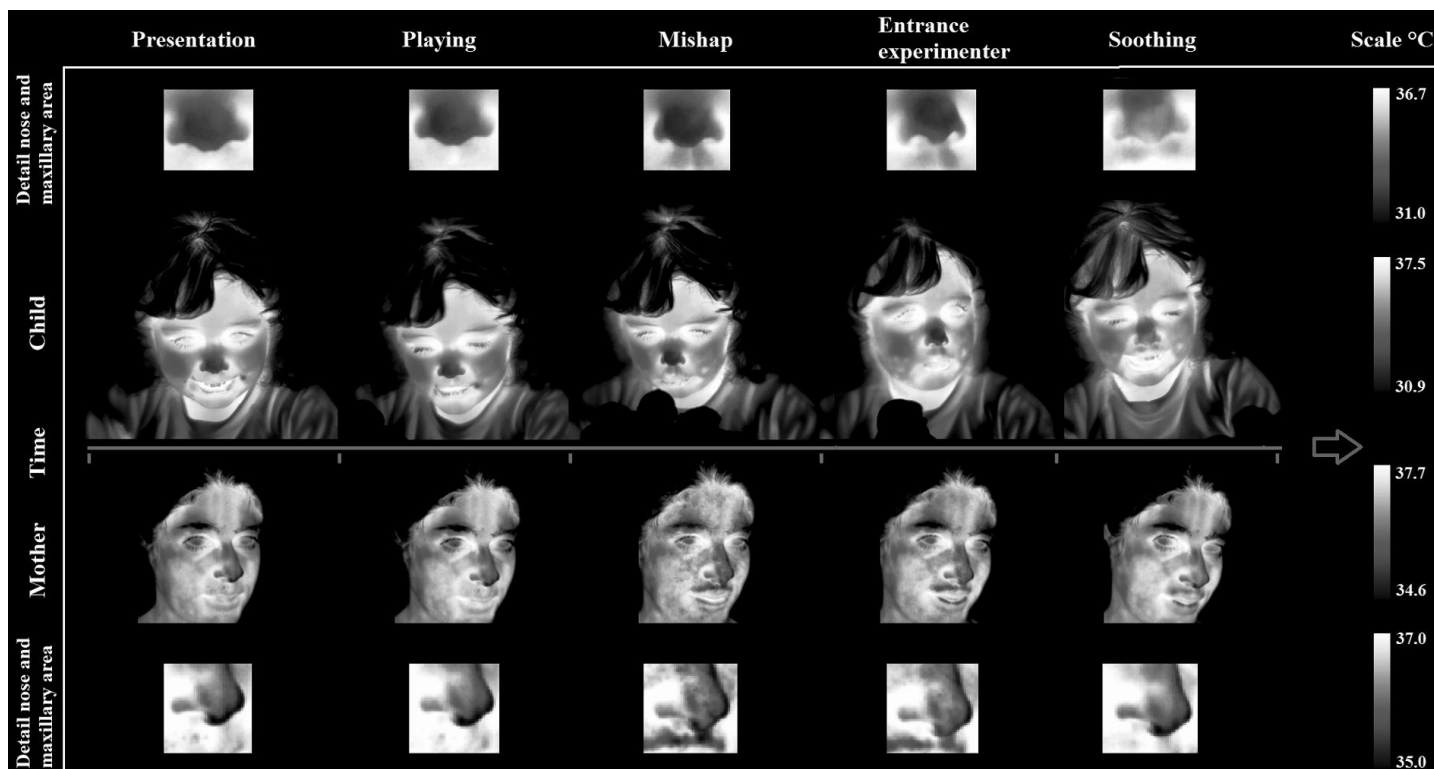 Presentation
Playing
Mishap
Entrance
experimenter
Soothing
Scale °C
Detail nose and
maxillary area
36.7
31.0
Child
37.5
30.9
Time
Mother
37.7
34.6
Detail nose and
maxillary area
37.0
35.0